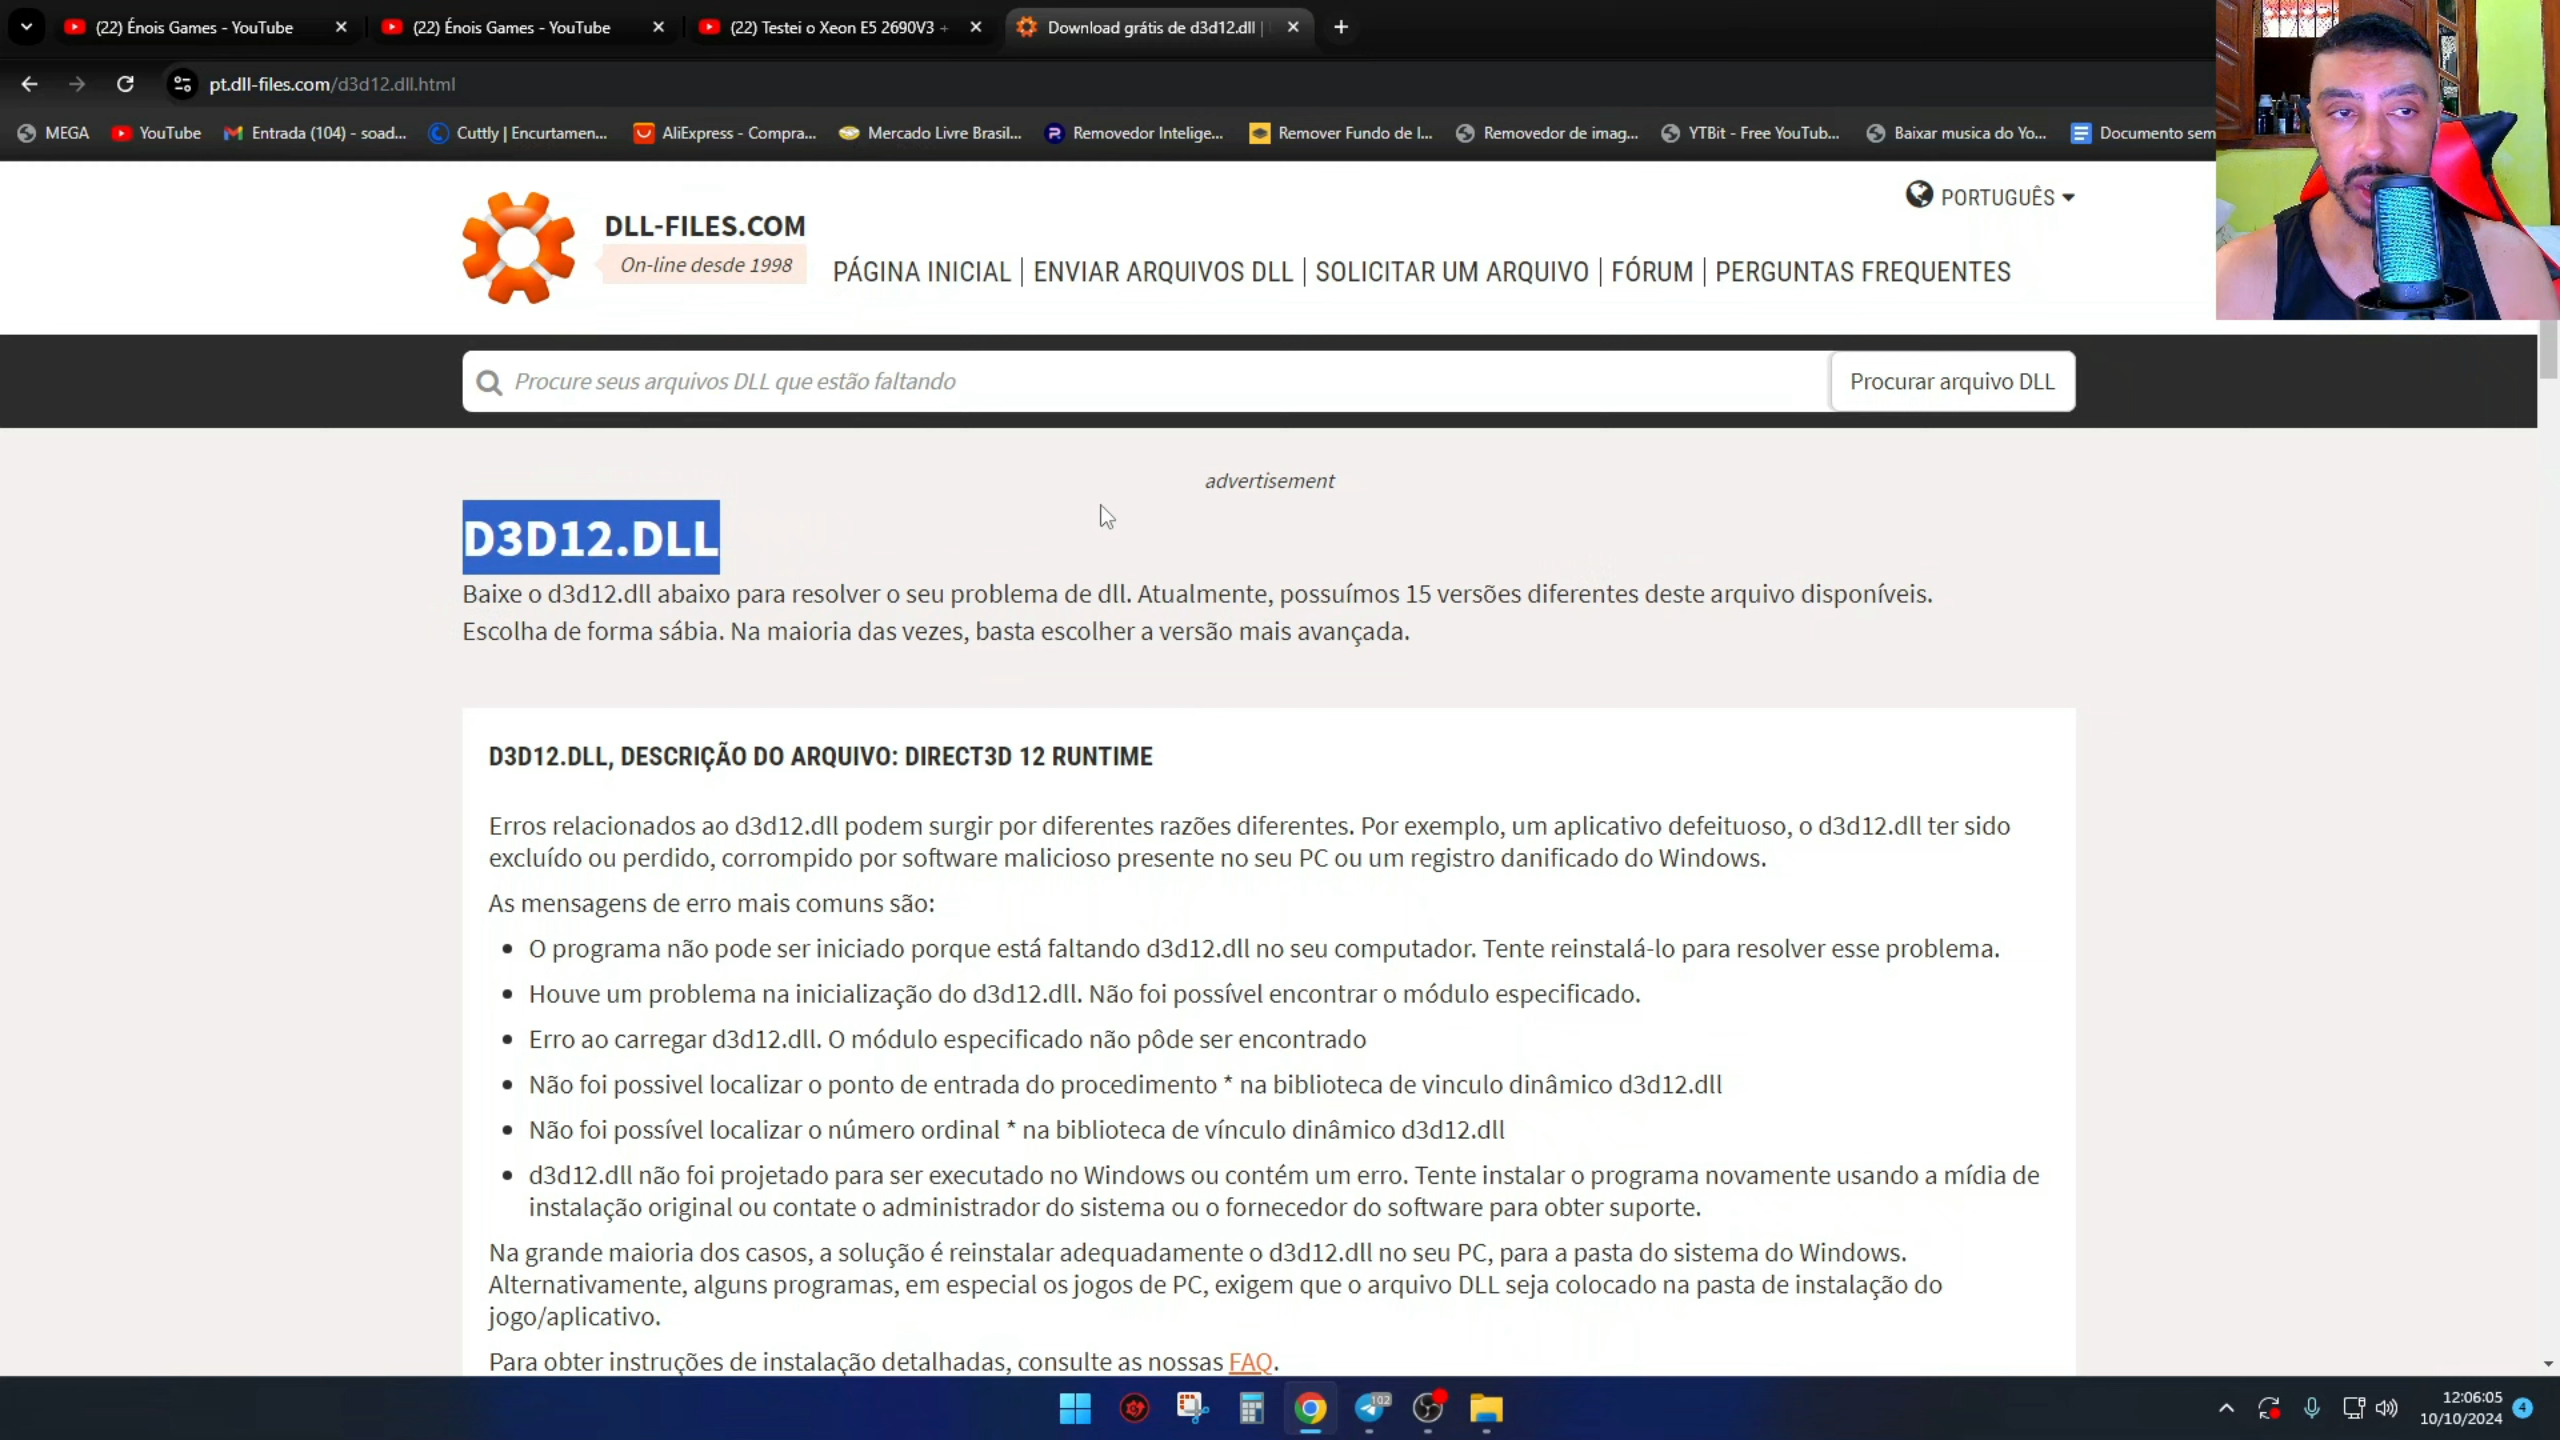 (22) Énois Games - YouTube
(22) Énois Games - YouTube
(22) Testei o Xeon E5 2690V3 +
Download grátis de d3d12.dll |
pt.dll-files.com/d3d12.dll.html
MEGA
YouTube
Entrada (104) - soad...
Cuttly | Encurtamen...
AliExpress - Compra...
Mercado Livre Brasil...
Removedor Intelige...
Remover Fundo de I...
Removedor de imag...
YTBit - Free YouTub...
Baixar musica do Yo...
Documento sem
PORTUGUÊS
DLL-FILES.COM
On-line desde 1998
PÁGINA INICIAL | ENVIAR ARQUIVOS DLL | SOLICITAR UM ARQUIVO | FÓRUM | PERGUNTAS FREQUENTES
Procure seus arquivos DLL que estão faltando
Procurar arquivo DLL
advertisement
D3D12.DLL
Baixe o d3d12.dll abaixo para resolver o seu problema de dll. Atualmente, possuímos 15 versões diferentes deste arquivo disponíveis.
Escolha de forma sábia. Na maioria das vezes, basta escolher a versão mais avançada.
D3D12.DLL, DESCRIÇÃO DO ARQUIVO: DIRECT3D 12 RUNTIME
Erros relacionados ao d3d12.dll podem surgir por diferentes razões diferentes. Por exemplo, um aplicativo defeituoso, o d3d12.dll ter sido
excluído ou perdido, corrompido por software malicioso presente no seu PC ou um registro danificado do Windows.
As mensagens de erro mais comuns são:
• O programa não pode ser iniciado porque está faltando d3d12.dll no seu computador. Tente reinstalá-lo para resolver esse problema.
• Houve um problema na inicialização do d3d12.dll. Não foi possível encontrar o módulo especificado.
• Erro ao carregar d3d12.dll. O módulo especificado não pôde ser encontrado
• Não foi possivel localizar o ponto de entrada do procedimento * na biblioteca de vinculo dinâmico d3d12.dll
• Não foi possível localizar o número ordinal * na biblioteca de vínculo dinâmico d3d12.dll
• d3d12.dll não foi projetado para ser executado no Windows ou contém um erro. Tente instalar o programa novamente usando a mídia de
instalação original ou contate o administrador do sistema ou o fornecedor do software para obter suporte.
Na grande maioria dos casos, a solução é reinstalar adequadamente o d3d12.dll no seu PC, para a pasta do sistema do Windows.
Alternativamente, alguns programas, em especial os jogos de PC, exigem que o arquivo DLL seja colocado na pasta de instalação do
jogo/aplicativo.
Para obter instruções de instalação detalhadas, consulte as nossas FAQ.
102
12:06:05
10/10/2024
4